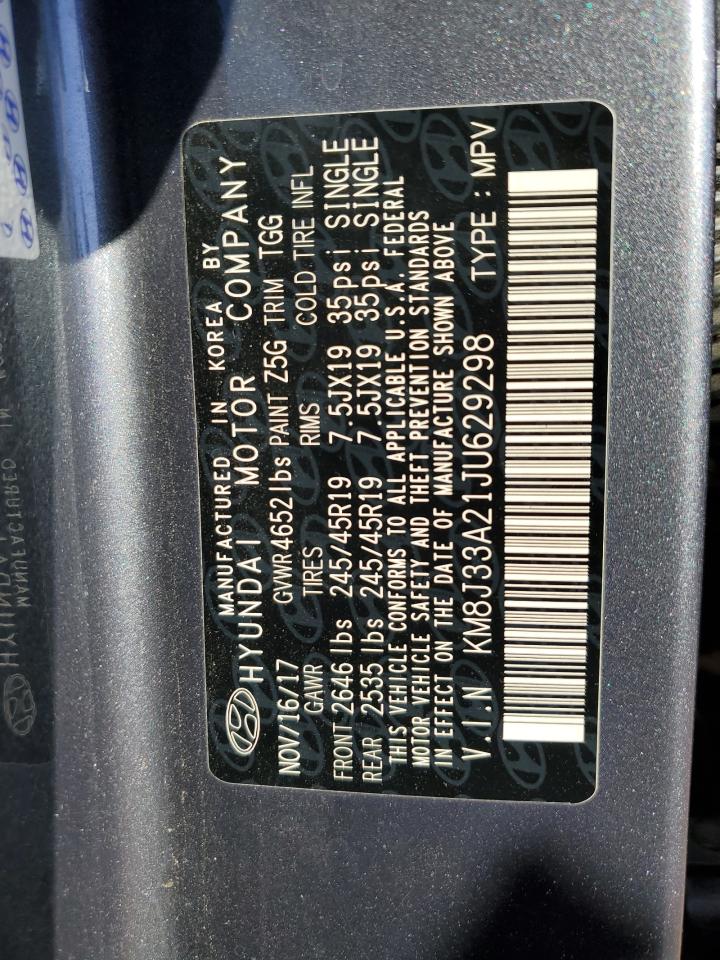 MANUFACTURED IN KOREA BY
HYUNDAI MOTOR COMPANY
NOV/16/17 GVWR 4652lbs PAINT Z5G TRIM TGG
GAWR TIRES RIMS COLD TIRE INFL
FRONT 2646 lbs 245/45R19 7.5JX19 35psi SINGLE
REAR 2535 lbs 245/45R19 7.5JX19 35psi SINGLE
THIS VEHICLE CONFORMS TO ALL APPLICABLE U.S.A. FEDERAL
MOTOR VEHICLE SAFETY AND THEFT PREVENTION STANDARDS
IN EFFECT ON THE DATE OF MANUFACTURE SHOWN ABOVE
V.I.N KM8J33A21JU629298 TYPE : MPV